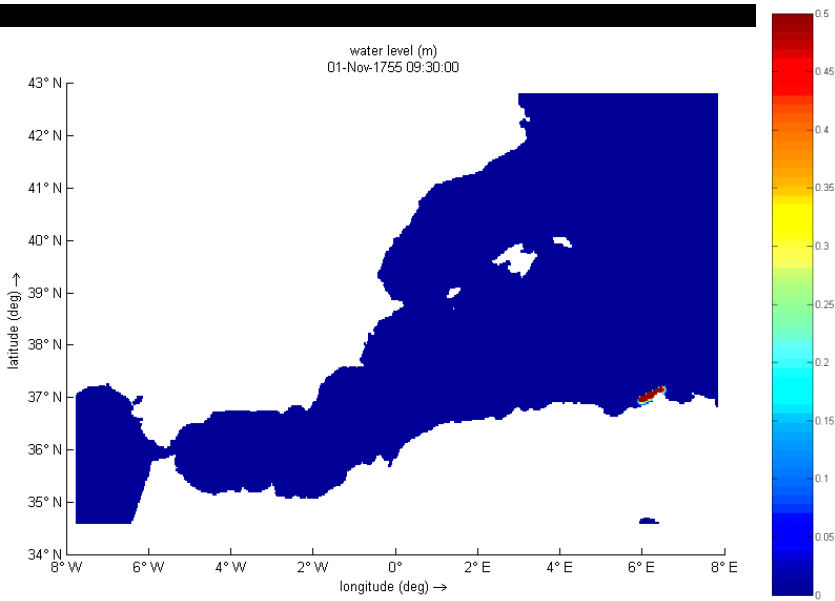 water level (m)
01-Nov-1755 09:30:00
43° N
42° N
41° N
40° N
39° N
38° N
37° N
36° N
35° N
34° N
latitude (deg) →
8° W
6° W
4° W
2° W
0°
2° E
4° E
6° E
8° E
longitude (deg) →
0.5
0.45
0.4
0.35
0.3
0.25
0.2
0.15
0.1
0.05
0